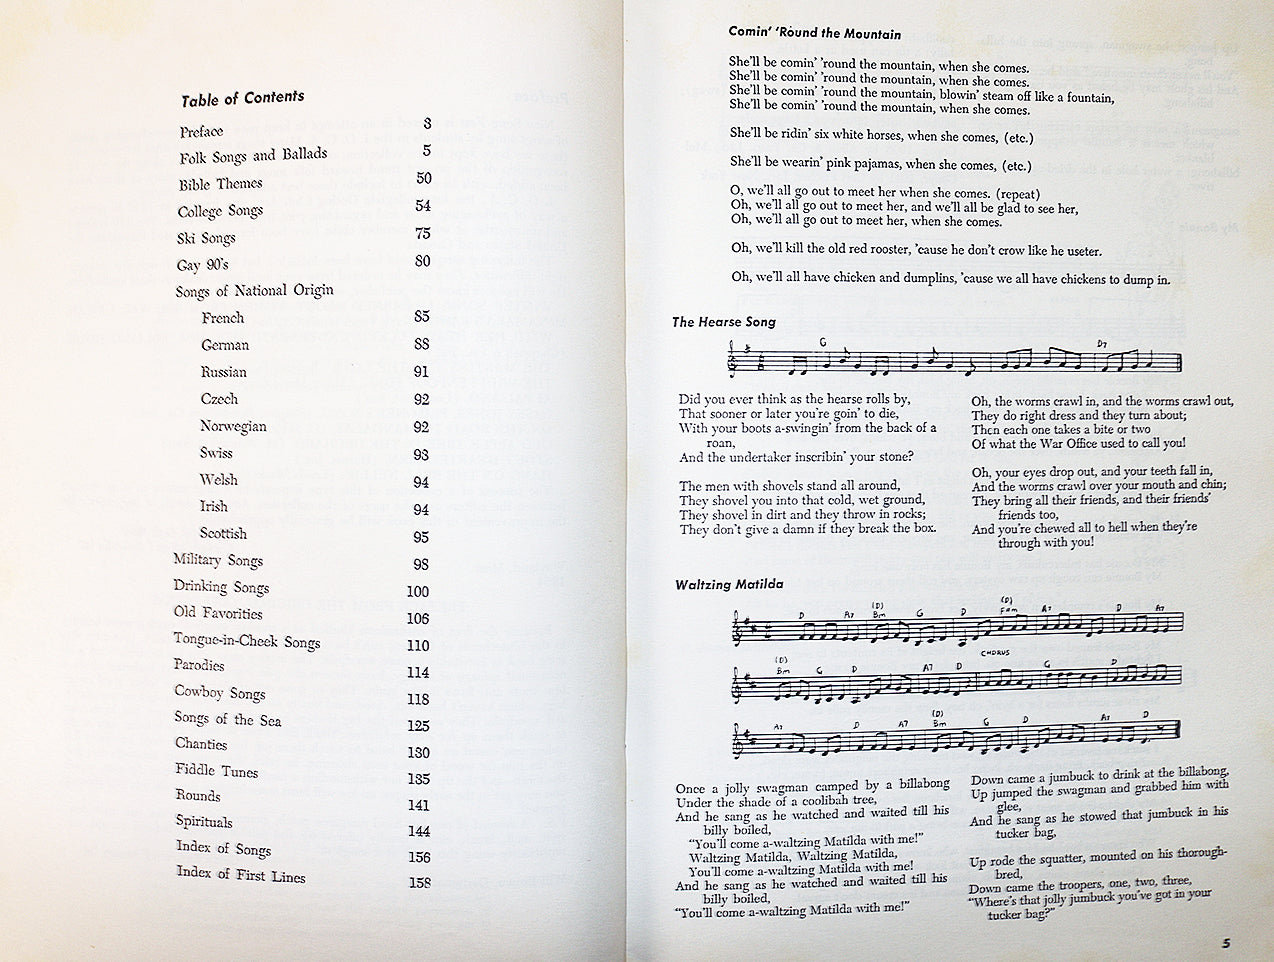 Table of Contents
Preface 3
Folk Songs and Ballads 5
Bible Themes 50
College Songs 54
Ski Songs 75
Gay 90's 80
Songs of National Origin
French 85
German 88
Russian 91
Czech 92
Norwegian 92
Swiss 93
Welsh 94
Irish 94
Scottish 95
Military Songs 98
Drinking Songs 100
Old Favorities 106
Tongue-in-Cheek Songs 110
Parodies 114
Cowboy Songs 118
Songs of the Sea 125
Chanties 130
Fiddle Tunes 135
Rounds 141
Spirituals 144
Index of Songs 156
Index of First Lines 158
Comin' 'Round the Mountain
She'll be comin' 'round the mountain, when she comes.
She'll be comin' 'round the mountain, when she comes.
She'll be comin' 'round the mountain, blowin' steam off like a fountain,
She'll be comin' 'round the mountain, when she comes.
She'll be ridin' six white horses, when she comes, (etc.)
She'll be wearin' pink pajamas, when she comes, (etc.)
O, we'll all go out to meet her when she comes. (repeat)
Oh, we'll all go out to meet her, and we'll all be glad to see her,
Oh, we'll all go out to meet her, when she comes.
Oh, we'll kill the old red rooster, 'cause he don't crow like he useter.
Oh, we'll all have chicken and dumplins, 'cause we all have chickens to dump in.
The Hearse Song
G D7
Did you ever think as the hearse rolls by,
That sooner or later you're goin' to die,
With your boots a-swingin' from the back of a
roan,
And the undertaker inscribin' your stone?
The men with shovels stand all around,
They shovel you into that cold, wet ground,
They shovel in dirt and they throw in rocks;
They don't give a damn if they break the box.
Oh, the worms crawl in, and the worms crawl out,
They do right dress and they turn about;
Then each one takes a bite or two
Of what the War Office used to call you!
Oh, your eyes drop out, and your teeth fall in,
And the worms crawl over your mouth and chin;
They bring all their friends, and their friends'
friends too,
And you're chewed all to hell when they're
through with you!
Waltzing Matilda
(D) (D)
D A7 Bm G D F#m A7 D A7
CHORUS
(D)
Bm G D A7 D G D
(D)
A7 D A7 Bm G D A7 D
Once a jolly swagman camped by a billabong
Under the shade of a coolibah tree,
And he sang as he watched and waited till his
billy boiled,
"You'll come a-waltzing Matilda with me!"
Waltzing Matilda, Waltzing Matilda,
You'll come a-waltzing Matilda with me!
And he sang as he watched and waited till his
billy boiled,
"You'll come a-waltzing Matilda with me!"
Down came a jumbuck to drink at the billabong,
Up jumped the swagman and grabbed him with
glee,
And he sang as he stowed that jumbuck in his
tucker bag,
Up rode the squatter, mounted on his thorough-
bred,
Down came the troopers, one, two, three,
"Where's that jolly jumbuck you've got in your
tucker bag?"
5